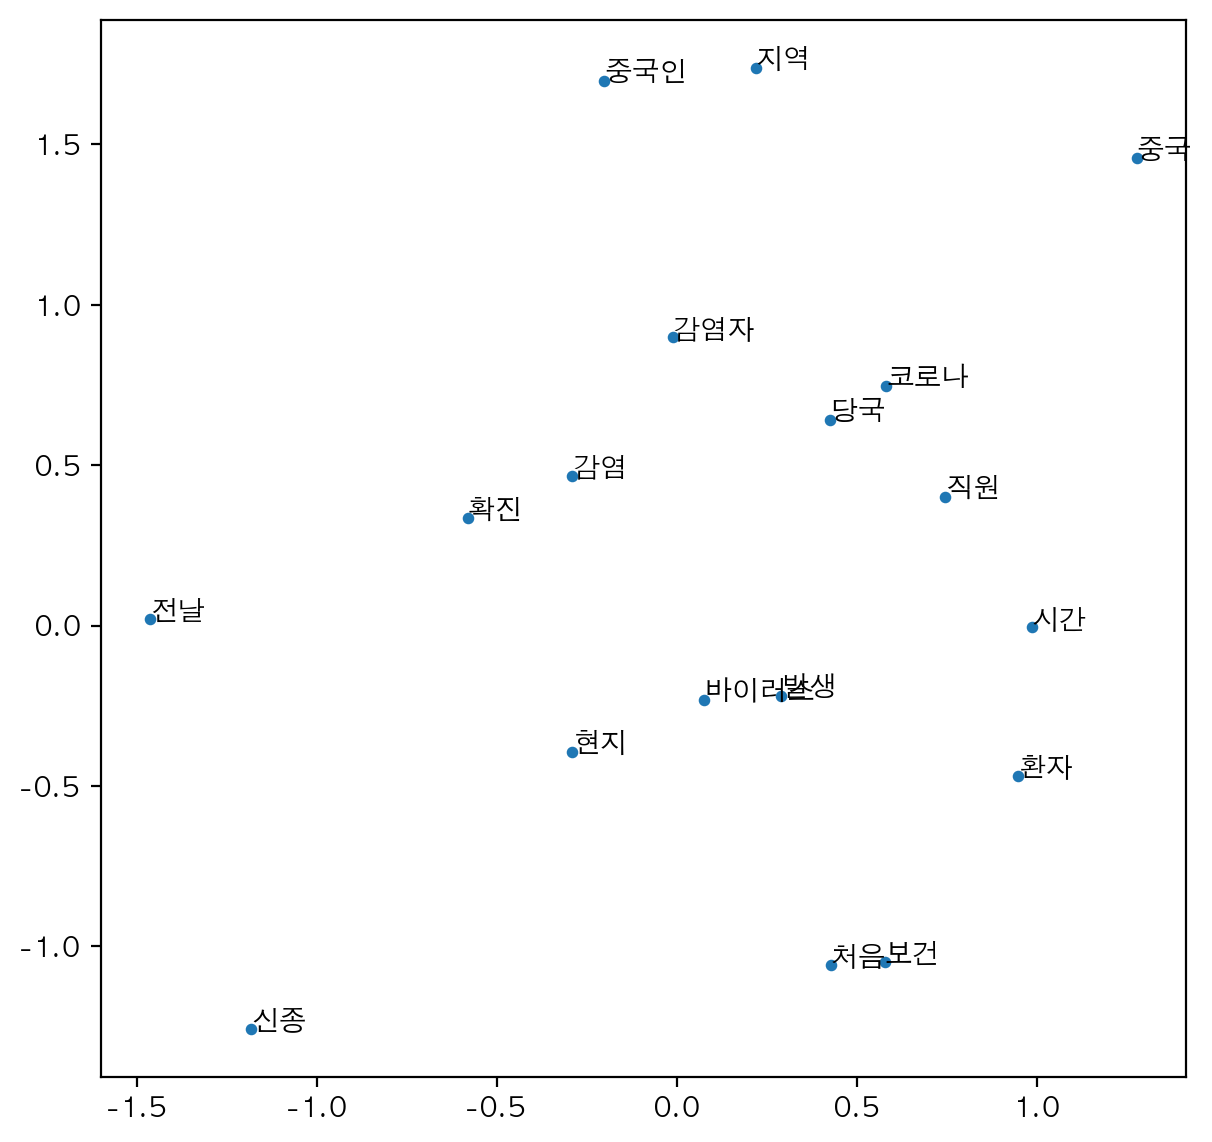 지역
중국인
1.5
중국
1.0
감염자
코로나
당국
0.5
감염
직원
확진
전날
0.0
시간
바이러스
발생
현지
환자
-0.5
-1.0
처음
보건
신종
-1.5
-1.0
-0.5
0.0
0.5
1.0